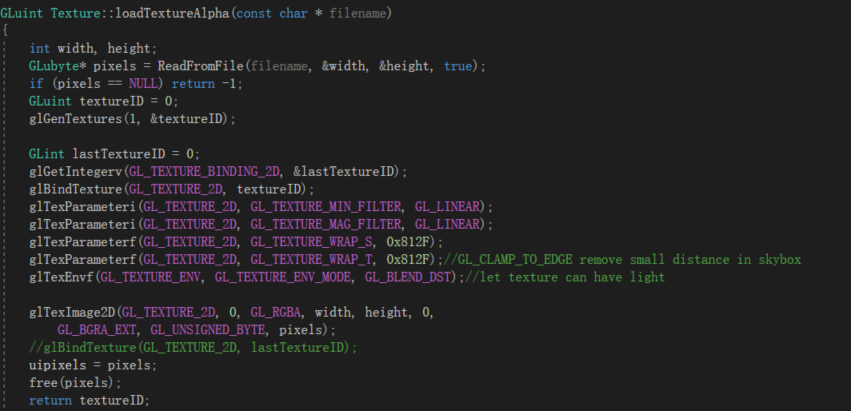 GLuint Texture::loadTextureAlpha(const char * filename)
{
int width, height;
GLubyte* pixels = ReadFromFile(filename, &width, &height, true);
if (pixels == NULL) return -1;
GLuint textureID = 0;
glGenTextures(1, &textureID);
GLint lastTextureID = 0;
glGetIntegerv(GL_TEXTURE_BINDING_2D, &lastTextureID);
glBindTexture(GL_TEXTURE_2D, textureID);
glTexParameteri(GL_TEXTURE_2D, GL_TEXTURE_MIN_FILTER, GL_LINEAR);
glTexParameteri(GL_TEXTURE_2D, GL_TEXTURE_MAG_FILTER, GL_LINEAR);
glTexParameterf(GL_TEXTURE_2D, GL_TEXTURE_WRAP_S, 0x812F);
glTexParameterf(GL_TEXTURE_2D, GL_TEXTURE_WRAP_T, 0x812F);//GL_CLAMP_TO_EDGE remove small distance in skybox
glTexEnvf(GL_TEXTURE_ENV, GL_TEXTURE_ENV_MODE, GL_BLEND_DST);//let texture can have light
glTexImage2D(GL_TEXTURE_2D, 0, GL_RGBA, width, height, 0,
GL_BGRA_EXT, GL_UNSIGNED_BYTE, pixels);
//glBindTexture(GL_TEXTURE_2D, lastTextureID);
uipixels = pixels;
free(pixels);
return textureID;